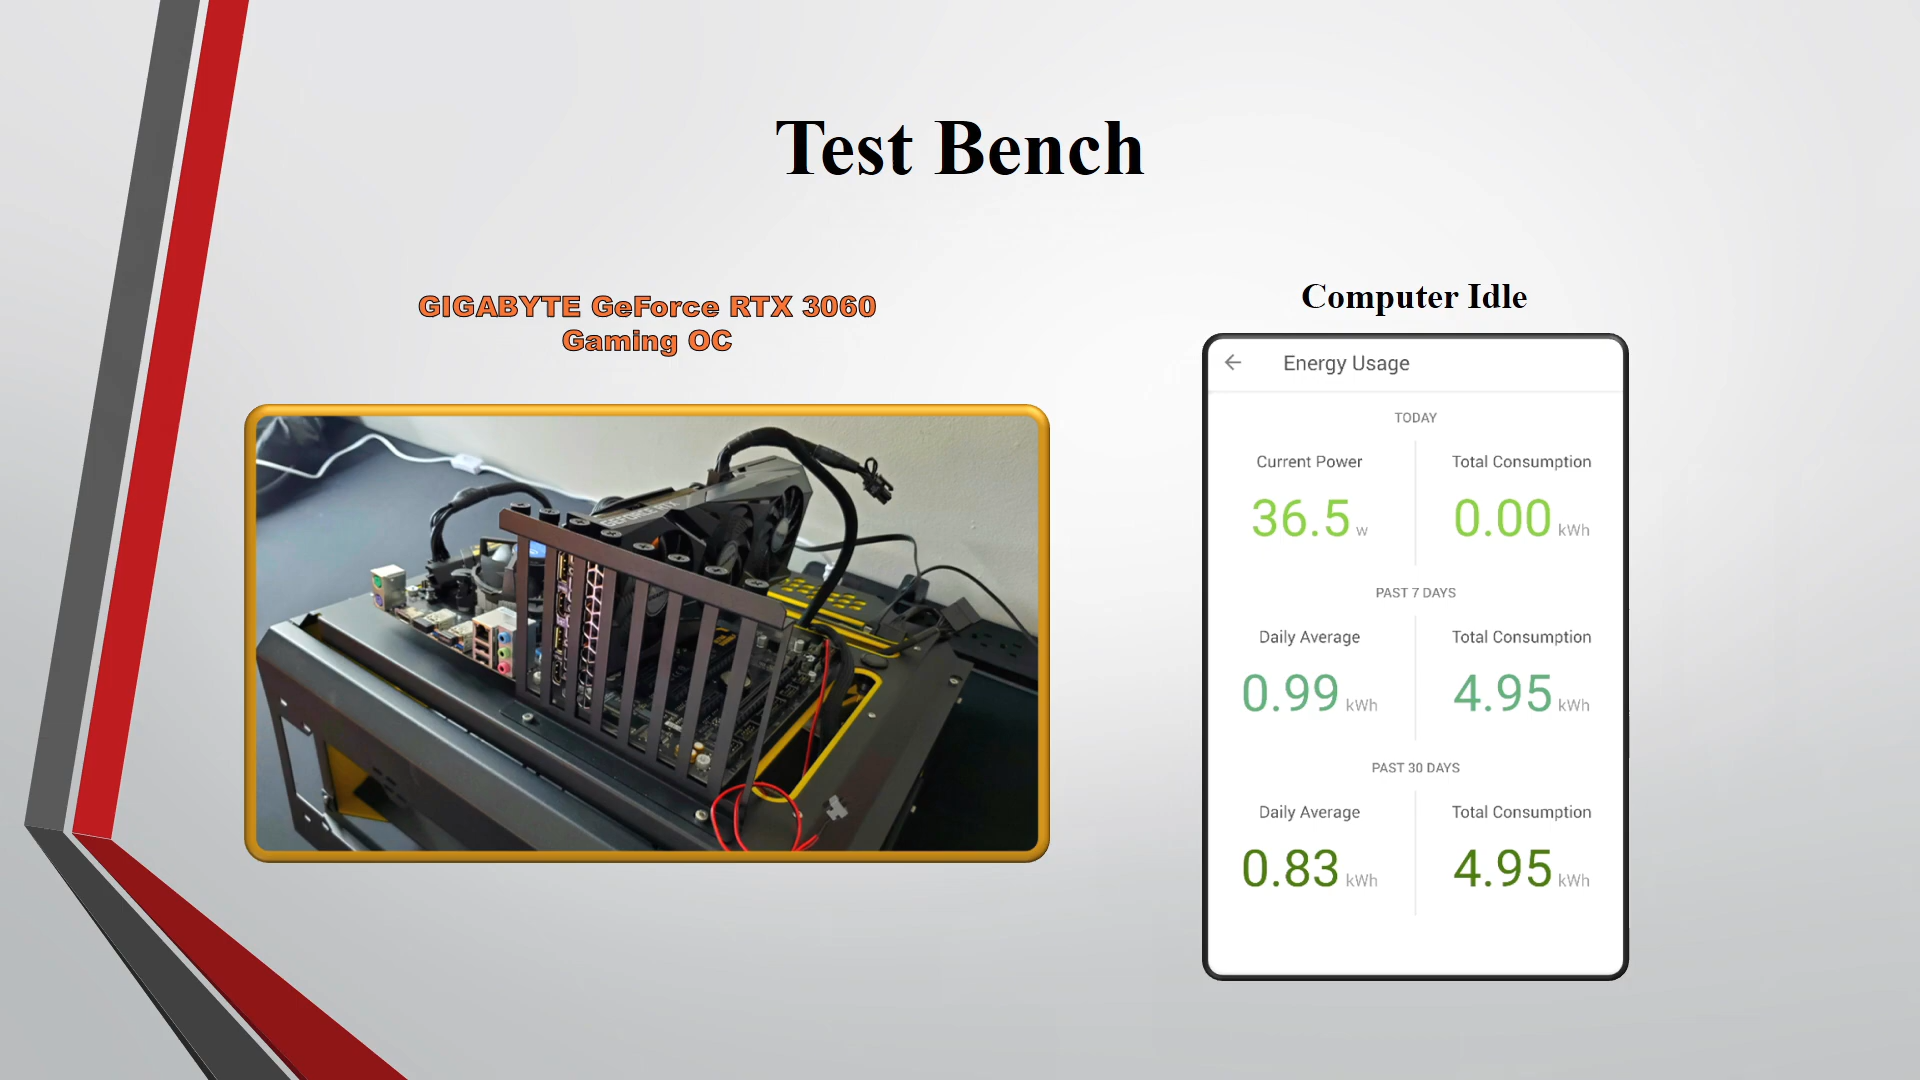 Test Bench
GIGABYTE GeForce RTX 3060
Gaming OC
GEFORCE RTX
Computer Idle
Energy Usage
TODAY
Current Power
Total Consumption
36.5 w
0.00 kWh
PAST 7 DAYS
Daily Average
Total Consumption
0.99 kWh
4.95 kWh
PAST 30 DAYS
Daily Average
Total Consumption
0.83 kWh
4.95 kWh